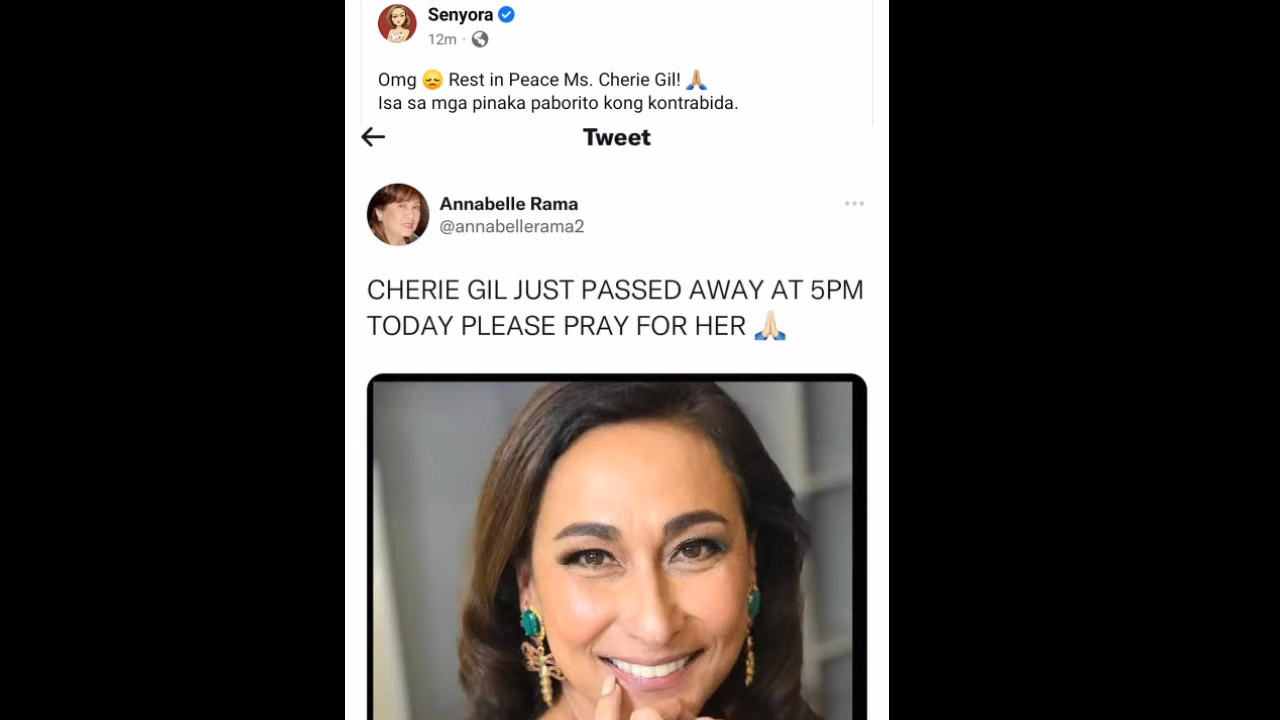 Senyora
12m ·
Omg 😞 Rest in Peace Ms. Cherie Gil! 🙏🏼
Isa sa mga pinaka paborito kong kontrabida.
Tweet
Annabelle Rama
@annabellerama2
CHERIE GIL JUST PASSED AWAY AT 5PM
TODAY PLEASE PRAY FOR HER 🙏🏻